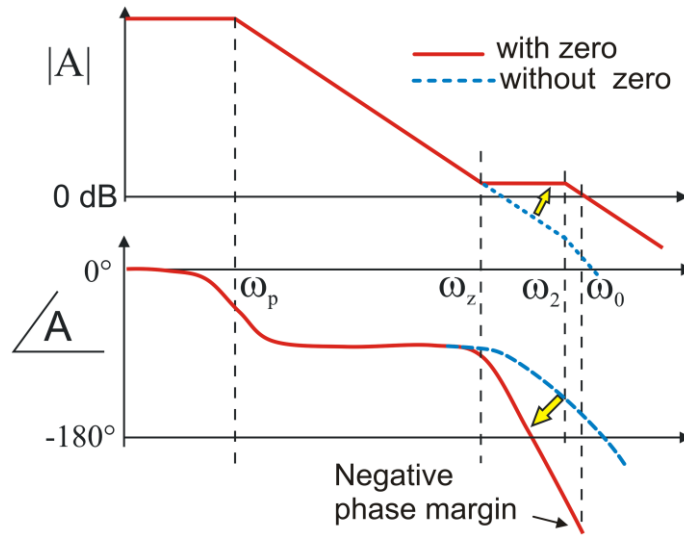 |A|
with zero
without zero
0 dB
0°
ωp
ωz
ω2
ω0
A
-180°
Negative
phase margin